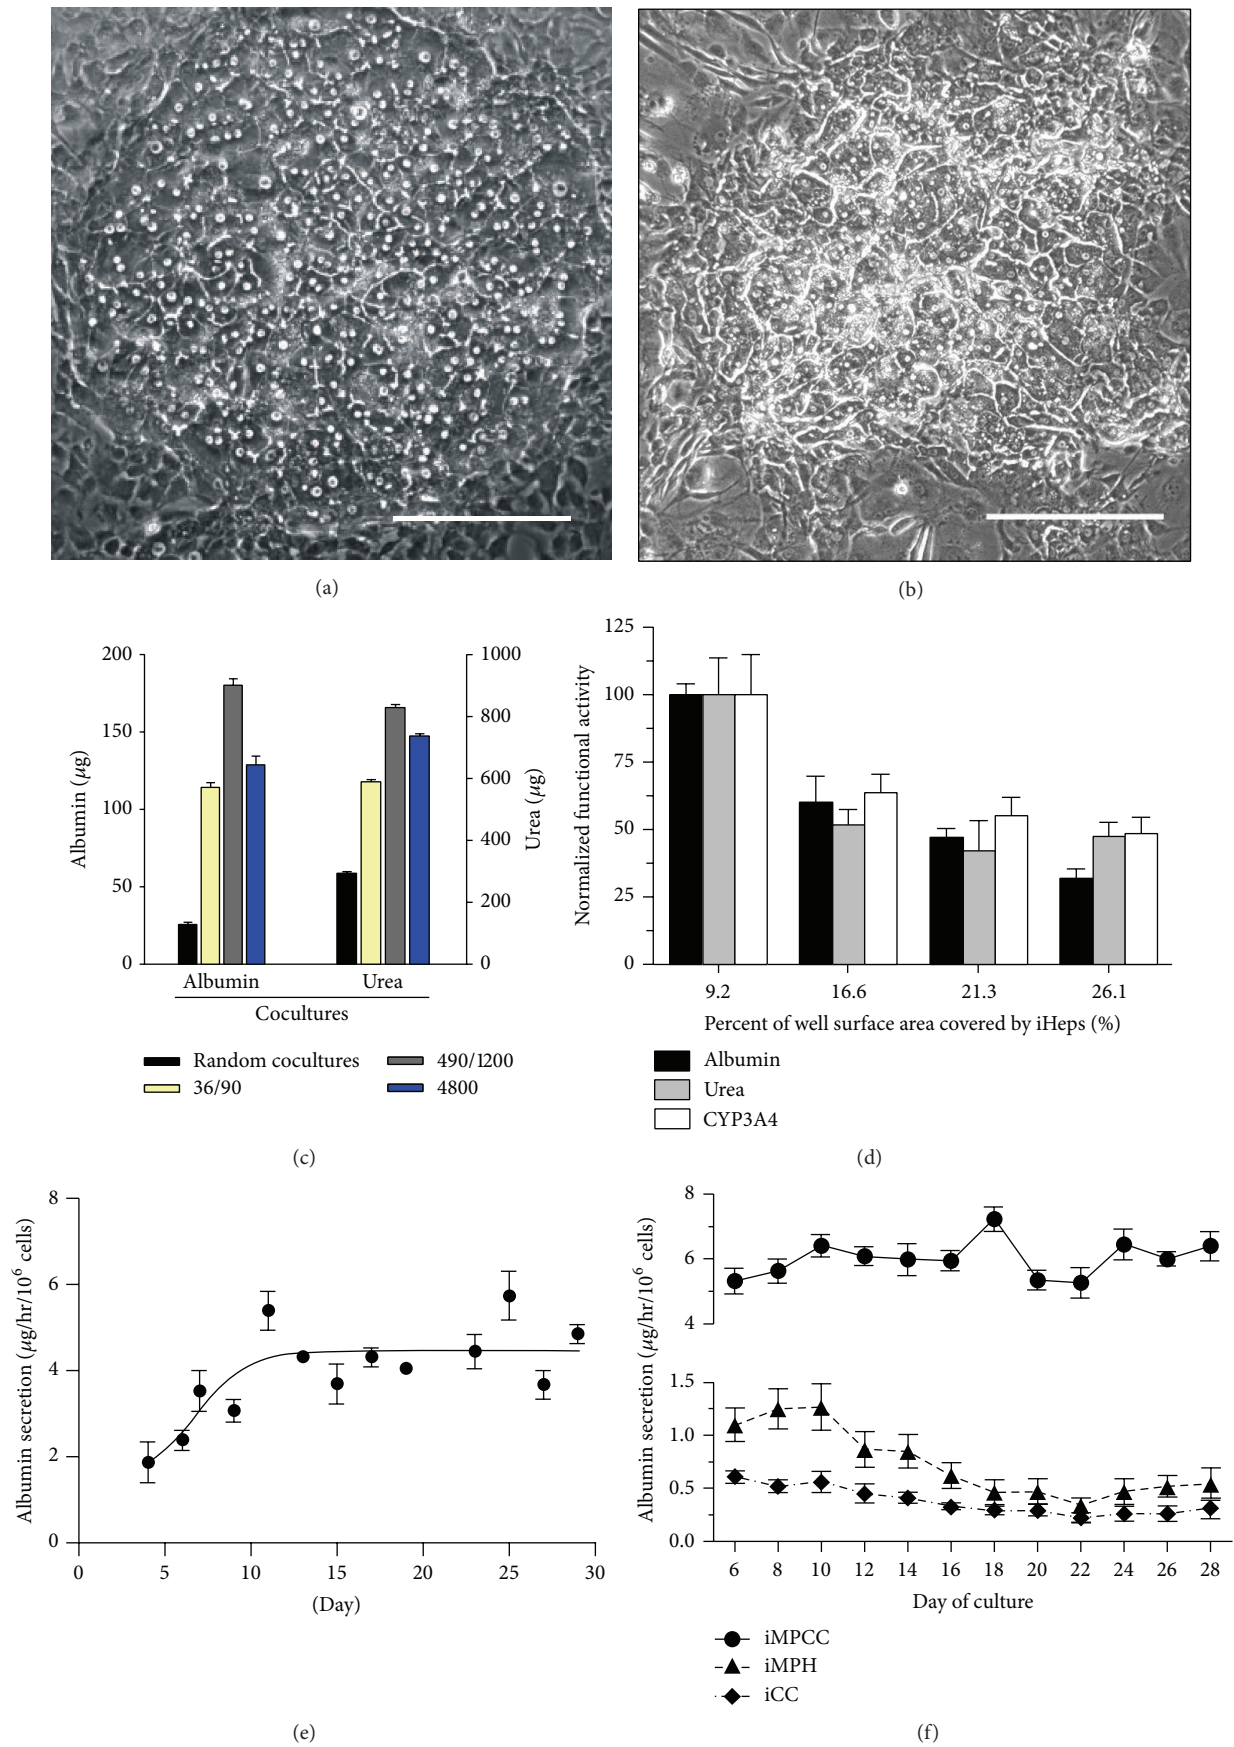 (a)
(b)
200
150
100
50
0
Albumin (μg)
1000
800
600
400
200
0
Urea (μg)
Albumin
Urea
Cocultures
Random cocultures
36/90
490/1200
4800
(c)
125
100
75
50
25
0
Normalized functional activity
9.2
16.6
21.3
26.1
Percent of well surface area covered by iHeps (%)
Albumin
Urea
CYP3A4
(d)
8
6
4
2
0
Albumin secretion (μg/hr/10⁶ cells)
0
5
10
15
20
25
30
(Day)
(e)
8
6
4
1.5
1.0
0.5
0.0
Albumin secretion (μg/hr/10⁶ cells)
6
8
10
12
14
16
18
20
22
24
26
28
Day of culture
iMPCC
iMPH
iCC
(f)